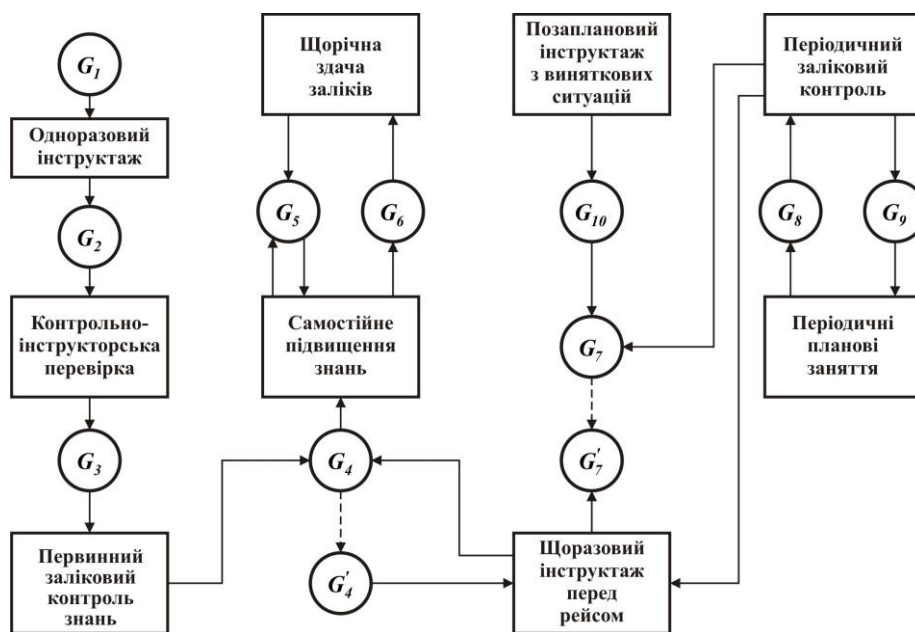 G₁
Одноразовий
інструктаж
G₂
Контрольно-
інструкторська
перевірка
G₃
Первинний
заліковий
контроль
знань
Щорічна
здача
заліків
G₅
G₆
Самостійне
підвищення
знань
G₄
G₄'
Позаплановий
інструктаж
з виняткових
ситуацій
G₁₀
G₇
G₇'
Щоразовий
інструктаж
перед
рейсом
Періодичний
заліковий
контроль
G₈
G₉
Періодичні
планові
заняття